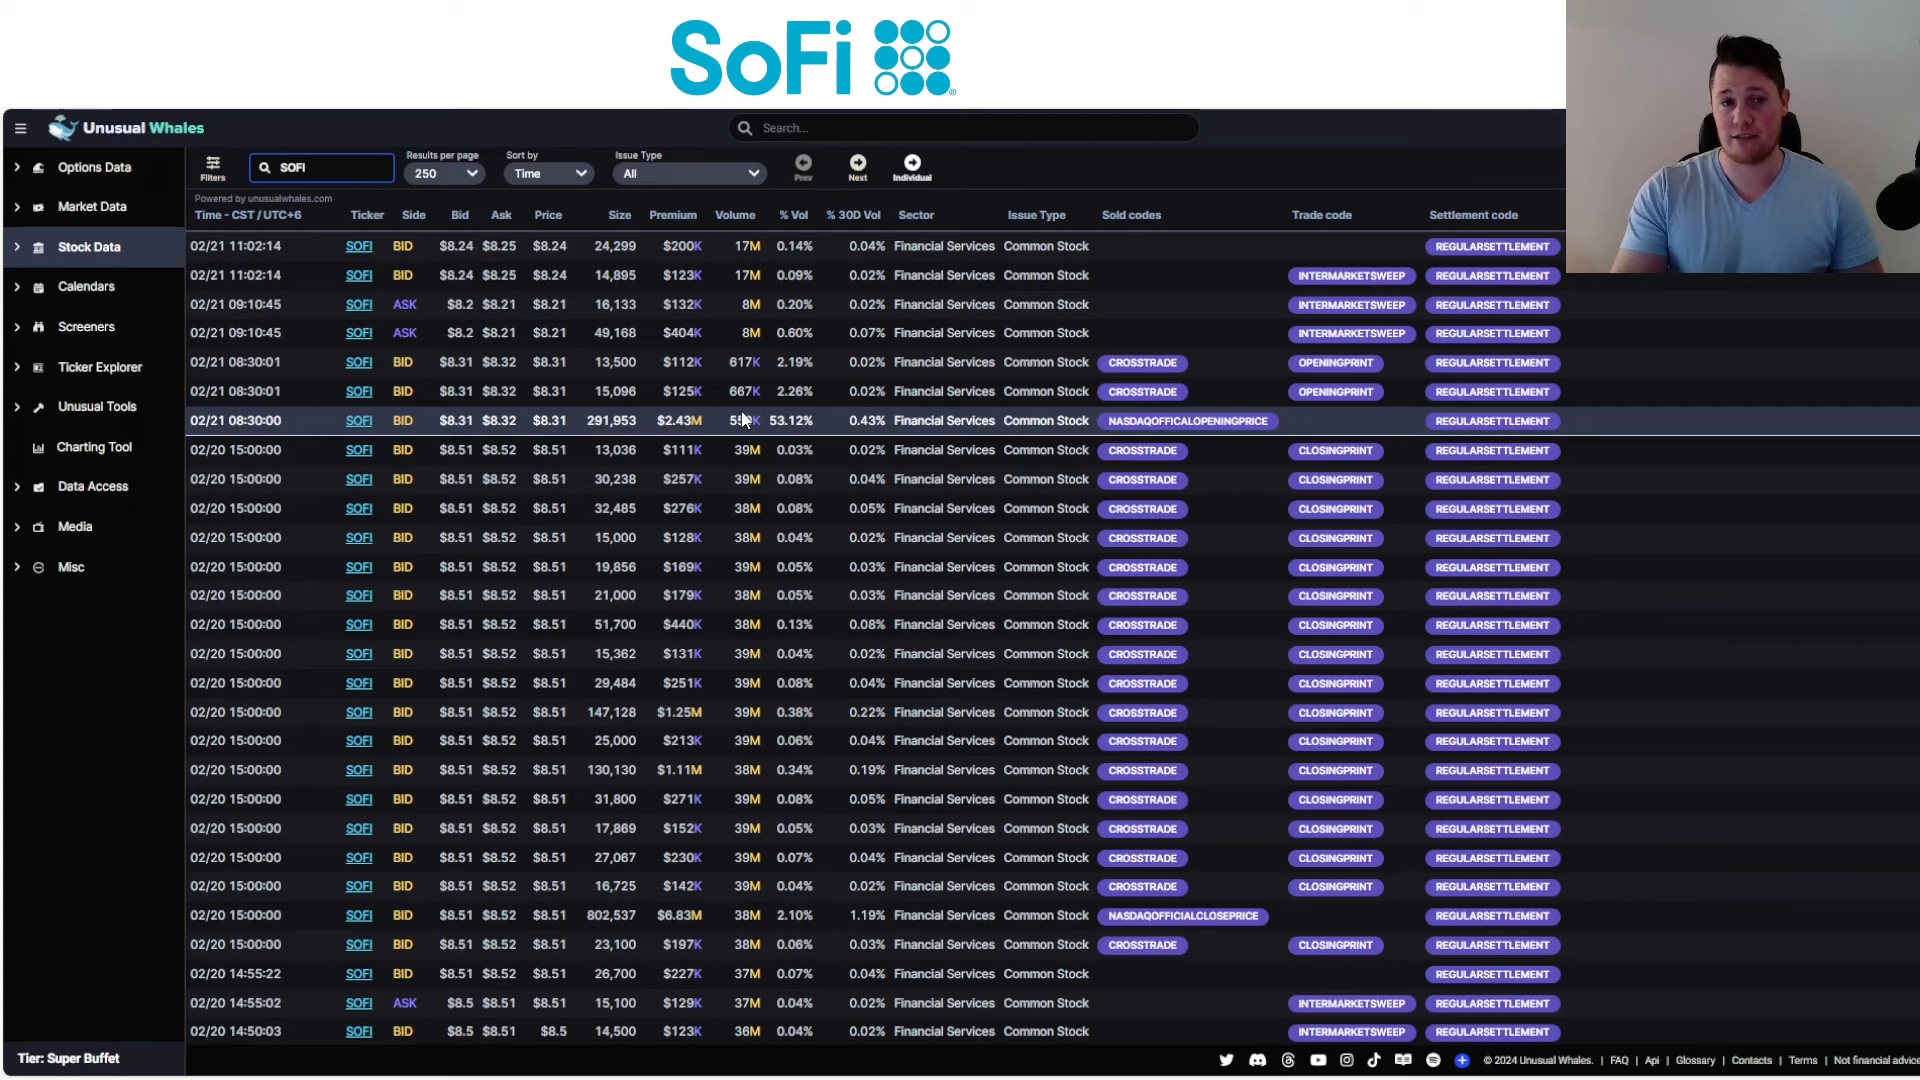 SoFi
®
Unusual Whales
Search...
Options Data
Market Data
Stock Data
Calendars
Screeners
Ticker Explorer
Unusual Tools
Charting Tool
Data Access
Media
Misc
Tier: Super Buffet
Filters
SOFI
Results per page
250
Sort by
Time
Issue Type
All
Prev
Next
Individual
Powered by unusualwhales.com
Time - CST / UTC+6 Ticker Side Bid Ask Price Size Premium Volume % Vol % 30D Vol Sector Issue Type Sold codes Trade code Settlement code
02/21 11:02:14 SOFI BID $8.24 $8.25 $8.24 24,299 $200K 17M 0.14% 0.04% Financial Services Common Stock REGULARSETTLEMENT
02/21 11:02:14 SOFI BID $8.24 $8.25 $8.24 14,895 $123K 17M 0.09% 0.02% Financial Services Common Stock INTERMARKETSWEEP REGULARSETTLEMENT
02/21 09:10:45 SOFI ASK $8.2 $8.21 $8.21 16,133 $132K 8M 0.20% 0.02% Financial Services Common Stock INTERMARKETSWEEP REGULARSETTLEMENT
02/21 09:10:45 SOFI ASK $8.2 $8.21 $8.21 49,168 $404K 8M 0.60% 0.07% Financial Services Common Stock INTERMARKETSWEEP REGULARSETTLEMENT
02/21 08:30:01 SOFI BID $8.31 $8.32 $8.31 13,500 $112K 617K 2.19% 0.02% Financial Services Common Stock CROSSTRADE OPENINGPRINT REGULARSETTLEMENT
02/21 08:30:01 SOFI BID $8.31 $8.32 $8.31 15,096 $125K 667K 2.26% 0.02% Financial Services Common Stock CROSSTRADE OPENINGPRINT REGULARSETTLEMENT
02/21 08:30:00 SOFI BID $8.31 $8.32 $8.31 291,953 $2.43M 53.12% 0.43% Financial Services Common Stock NASDAQOFFICALOPENINGPRICE REGULARSETTLEMENT
02/20 15:00:00 SOFI BID $8.51 $8.52 $8.51 13,036 $111K 39M 0.03% 0.02% Financial Services Common Stock CROSSTRADE CLOSINGPRINT REGULARSETTLEMENT
02/20 15:00:00 SOFI BID $8.51 $8.52 $8.51 30,238 $257K 39M 0.08% 0.04% Financial Services Common Stock CROSSTRADE CLOSINGPRINT REGULARSETTLEMENT
02/20 15:00:00 SOFI BID $8.51 $8.52 $8.51 32,485 $276K 38M 0.08% 0.05% Financial Services Common Stock CROSSTRADE CLOSINGPRINT REGULARSETTLEMENT
02/20 15:00:00 SOFI BID $8.51 $8.52 $8.51 15,000 $128K 38M 0.04% 0.02% Financial Services Common Stock CROSSTRADE CLOSINGPRINT REGULARSETTLEMENT
02/20 15:00:00 SOFI BID $8.51 $8.52 $8.51 19,856 $169K 39M 0.05% 0.03% Financial Services Common Stock CROSSTRADE CLOSINGPRINT REGULARSETTLEMENT
02/20 15:00:00 SOFI BID $8.51 $8.52 $8.51 21,000 $179K 38M 0.05% 0.03% Financial Services Common Stock CROSSTRADE CLOSINGPRINT REGULARSETTLEMENT
02/20 15:00:00 SOFI BID $8.51 $8.52 $8.51 51,700 $440K 38M 0.13% 0.08% Financial Services Common Stock CROSSTRADE CLOSINGPRINT REGULARSETTLEMENT
02/20 15:00:00 SOFI BID $8.51 $8.52 $8.51 15,362 $131K 39M 0.04% 0.02% Financial Services Common Stock CROSSTRADE CLOSINGPRINT REGULARSETTLEMENT
02/20 15:00:00 SOFI BID $8.51 $8.52 $8.51 29,484 $251K 39M 0.08% 0.04% Financial Services Common Stock CROSSTRADE CLOSINGPRINT REGULARSETTLEMENT
02/20 15:00:00 SOFI BID $8.51 $8.52 $8.51 147,128 $1.25M 39M 0.38% 0.22% Financial Services Common Stock CROSSTRADE CLOSINGPRINT REGULARSETTLEMENT
02/20 15:00:00 SOFI BID $8.51 $8.52 $8.51 25,000 $213K 39M 0.06% 0.04% Financial Services Common Stock CROSSTRADE CLOSINGPRINT REGULARSETTLEMENT
02/20 15:00:00 SOFI BID $8.51 $8.52 $8.51 130,130 $1.11M 38M 0.34% 0.19% Financial Services Common Stock CROSSTRADE CLOSINGPRINT REGULARSETTLEMENT
02/20 15:00:00 SOFI BID $8.51 $8.52 $8.51 31,800 $271K 39M 0.08% 0.05% Financial Services Common Stock CROSSTRADE CLOSINGPRINT REGULARSETTLEMENT
02/20 15:00:00 SOFI BID $8.51 $8.52 $8.51 17,869 $152K 39M 0.05% 0.03% Financial Services Common Stock CROSSTRADE CLOSINGPRINT REGULARSETTLEMENT
02/20 15:00:00 SOFI BID $8.51 $8.52 $8.51 27,067 $230K 39M 0.07% 0.04% Financial Services Common Stock CROSSTRADE CLOSINGPRINT REGULARSETTLEMENT
02/20 15:00:00 SOFI BID $8.51 $8.52 $8.51 16,725 $142K 39M 0.04% 0.02% Financial Services Common Stock CROSSTRADE CLOSINGPRINT REGULARSETTLEMENT
02/20 15:00:00 SOFI BID $8.51 $8.52 $8.51 802,537 $6.83M 38M 2.10% 1.19% Financial Services Common Stock NASDAQOFFICIALCLOSEPRICE REGULARSETTLEMENT
02/20 15:00:00 SOFI BID $8.51 $8.52 $8.51 23,100 $197K 38M 0.06% 0.03% Financial Services Common Stock CROSSTRADE CLOSINGPRINT REGULARSETTLEMENT
02/20 14:55:22 SOFI BID $8.51 $8.52 $8.51 26,700 $227K 37M 0.07% 0.04% Financial Services Common Stock REGULARSETTLEMENT
02/20 14:55:02 SOFI ASK $8.5 $8.51 $8.51 15,100 $129K 37M 0.04% 0.02% Financial Services Common Stock INTERMARKETSWEEP REGULARSETTLEMENT
02/20 14:50:03 SOFI BID $8.5 $8.51 $8.5 14,500 $123K 36M 0.04% 0.02% Financial Services Common Stock INTERMARKETSWEEP REGULARSETTLEMENT
© 2024 Unusual Whales. | FAQ | Api | Glossary | Contacts | Terms | Not financial advice